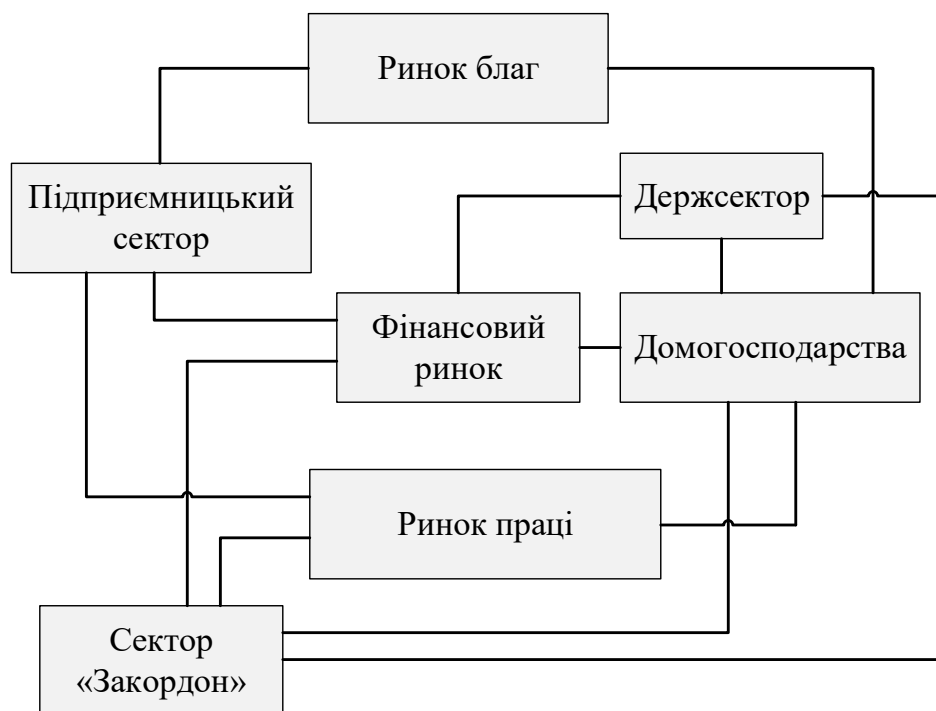 Ринок благ
Підприємницький
сектор
Держсектор
Фінансовий
ринок
Домогосподарства
Ринок праці
Сектор
«Закордон»